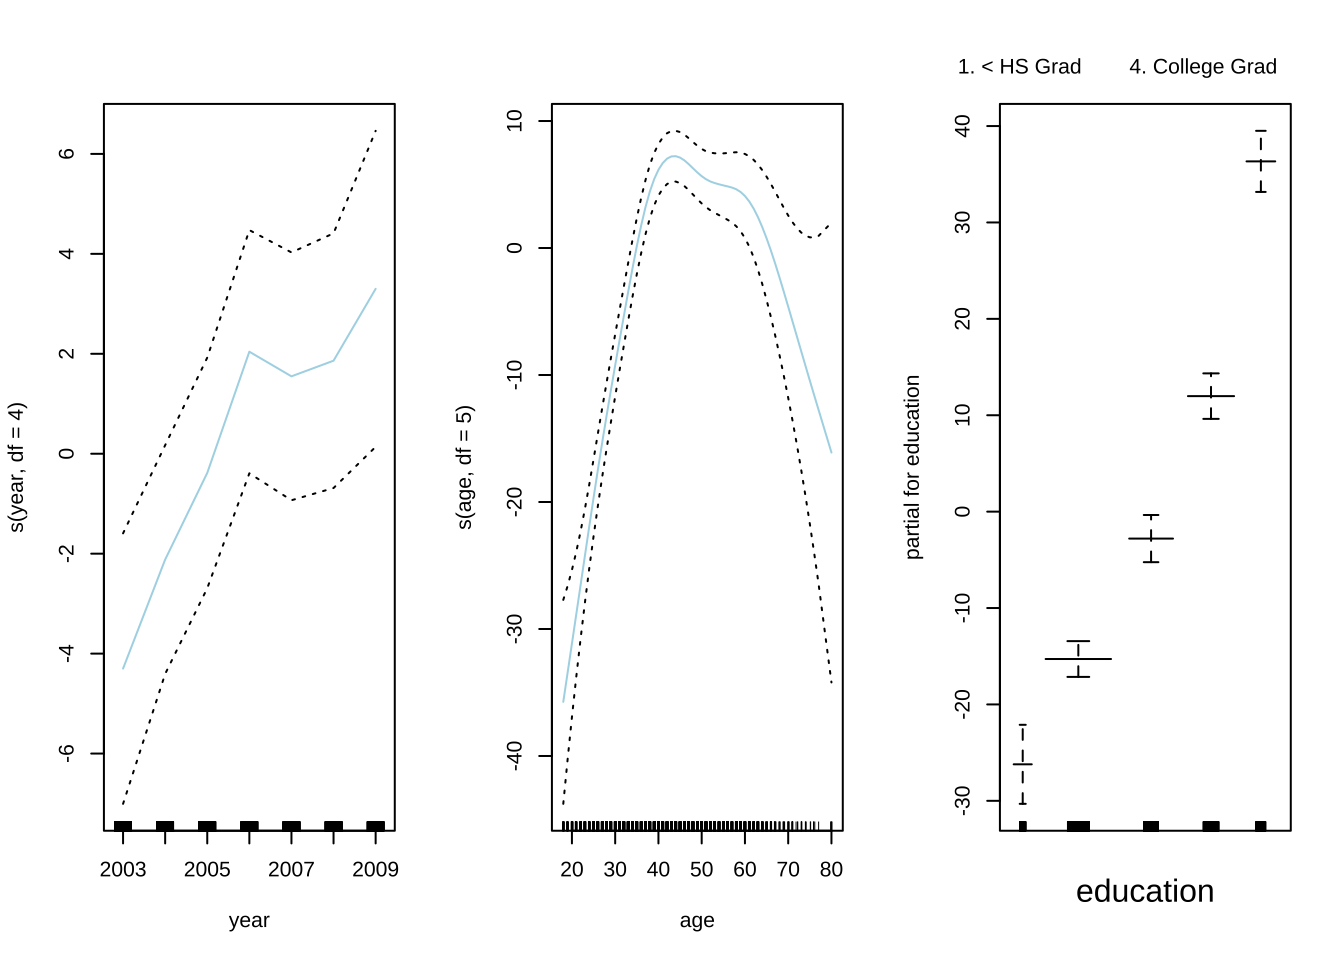 1. < HS Grad 4. College Grad
s(year, df = 4)
6
4
2
0
-2
-4
-6
2003 2005 2007 2009
year
s(age, df = 5)
10
0
-10
-20
-30
-40
20 30 40 50 60 70 80
age
partial for education
40
30
20
10
0
-10
-20
-30
education